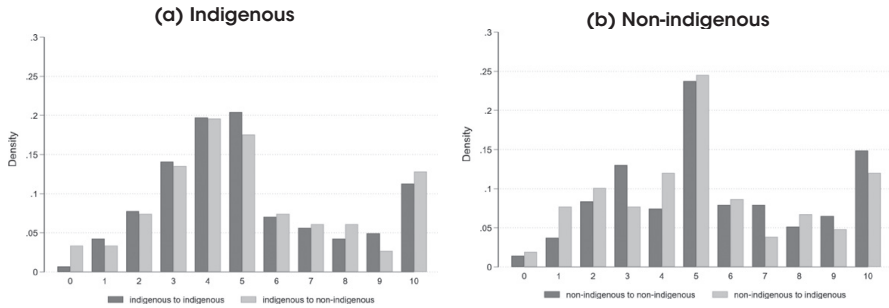 (a) Indigenous
.3
.25
.2
.15
.1
.05
0
Density
0 1 2 3 4 5 6 7 8 9 10
indigenous to indigenous indigenous to non-indigenous
(b) Non-indigenous
.3
.25
.2
.15
.1
.05
0
Density
0 1 2 3 4 5 6 7 8 9 10
non-indigenous to non-indigenous non-indigenous to indigenous